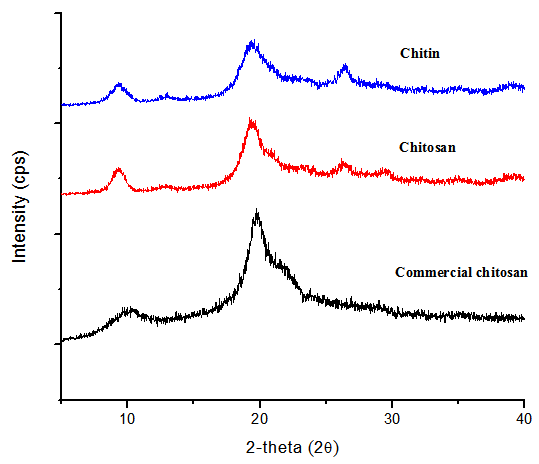 Chitin
Chitosan
Commercial chitosan
Intensity (cps)
10 20 30 40
2-theta (2θ)